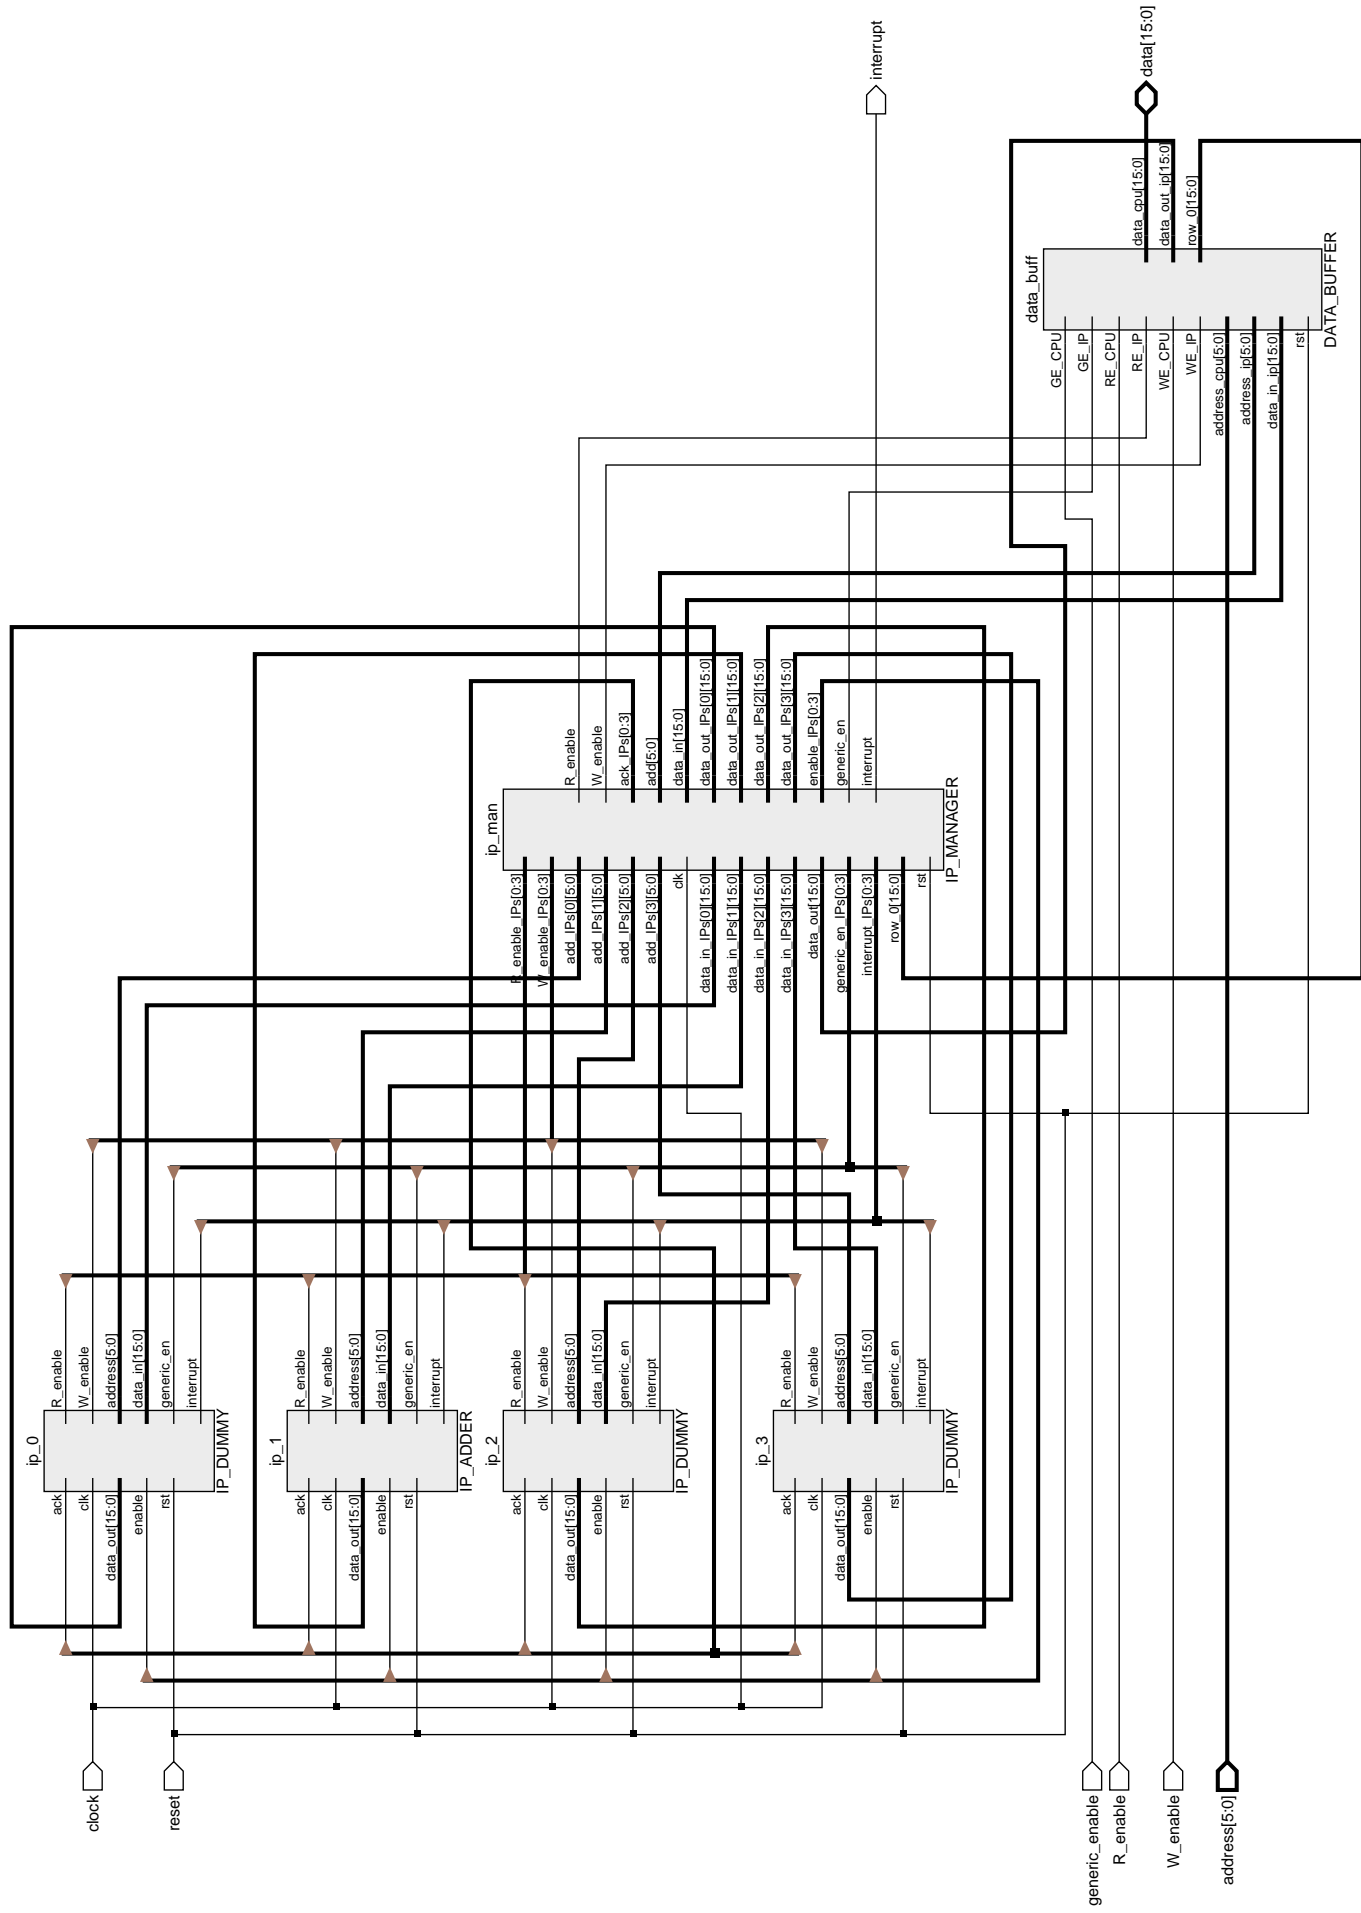 clock
reset
generic_enable
R_enable
W_enable
address[5:0]
ip_0
ack
clk
data_out[15:0]
enable
rst
R_enable
W_enable
address[5:0]
data_in[15:0]
generic_en
interrupt
IP_DUMMY
ip_1
ack
clk
data_out[15:0]
enable
rst
R_enable
W_enable
address[5:0]
data_in[15:0]
generic_en
interrupt
IP_ADDER
ip_2
ack
clk
data_out[15:0]
enable
rst
R_enable
W_enable
address[5:0]
data_in[15:0]
generic_en
interrupt
IP_DUMMY
ip_3
ack
clk
data_out[15:0]
enable
rst
R_enable
W_enable
address[5:0]
data_in[15:0]
generic_en
interrupt
IP_DUMMY
ip_man
R_enable_IPs[0:3]
W_enable_IPs[0:3]
add_IPs[0][5:0]
add_IPs[1][5:0]
add_IPs[2][5:0]
add_IPs[3][5:0]
clk
data_in_IPs[0][15:0]
data_in_IPs[1][15:0]
data_in_IPs[2][15:0]
data_in_IPs[3][15:0]
data_out[15:0]
generic_en_IPs[0:3]
interrupt_IPs[0:3]
row_0[15:0]
rst
R_enable
W_enable
ack_IPs[0:3]
add[5:0]
data_in[15:0]
data_out_IPs[0][15:0]
data_out_IPs[1][15:0]
data_out_IPs[2][15:0]
data_out_IPs[3][15:0]
enable_IPs[0:3]
generic_en
interrupt
IP_MANAGER
data_buff
GE_CPU
GE_IP
RE_CPU
RE_IP
WE_CPU
WE_IP
address_cpu[5:0]
address_ip[5:0]
data_in_ip[15:0]
rst
data_cpu[15:0]
data_out_ip[15:0]
row_0[15:0]
DATA_BUFFER
interrupt
data[15:0]